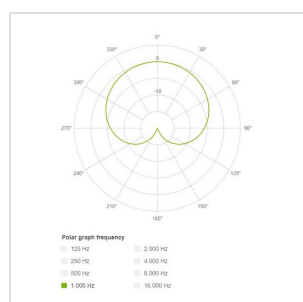 0°
330° 30°
0
300° 60°
-10
270° 90°
240° 120°
210° 150°
180°
Polar graph frequency
125 Hz 2.000 Hz
250 Hz 4.000 Hz
500 Hz 8.000 Hz
1.000 Hz 16.000 Hz